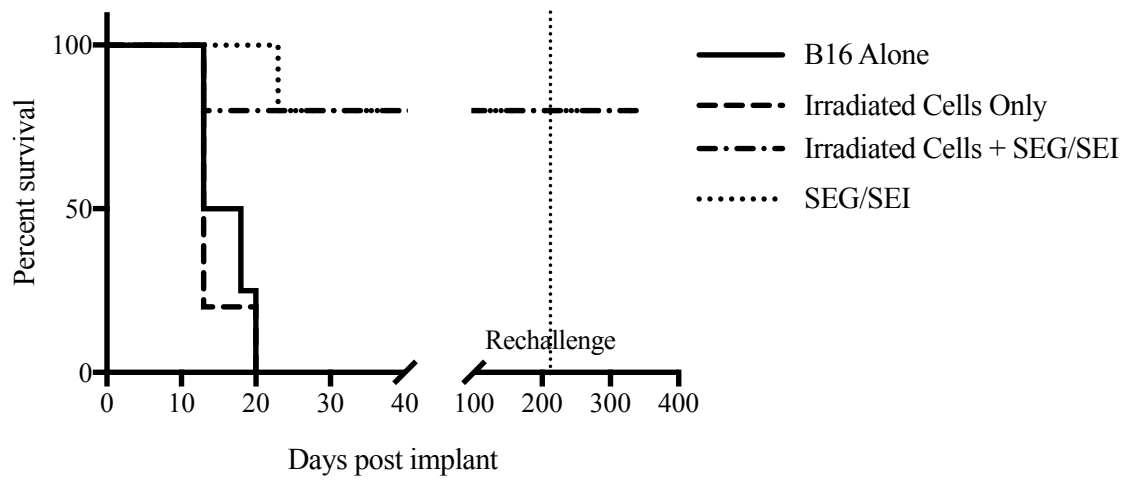 100
50
0
Percent survival
0 10 20 30 40 100 200 300 400
Rechallenge
Days post implant
B16 Alone
Irradiated Cells Only
Irradiated Cells + SEG/SEI
SEG/SEI